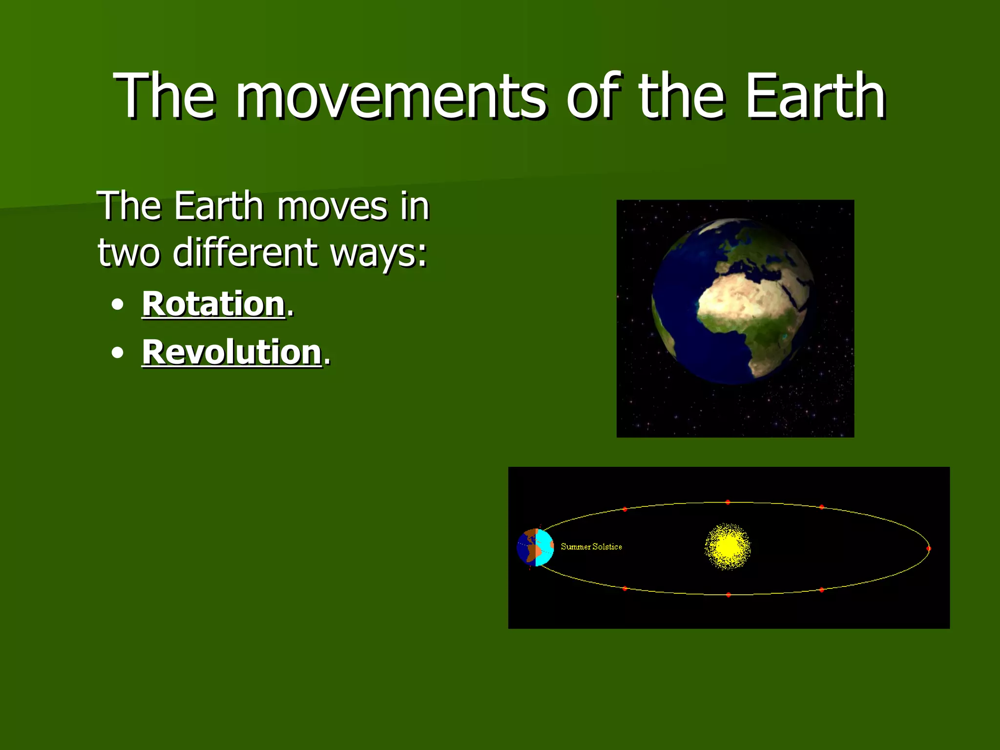 The movements of the Earth
The Earth moves in
two different ways:
• Rotation.
• Revolution.
Summer Solstice